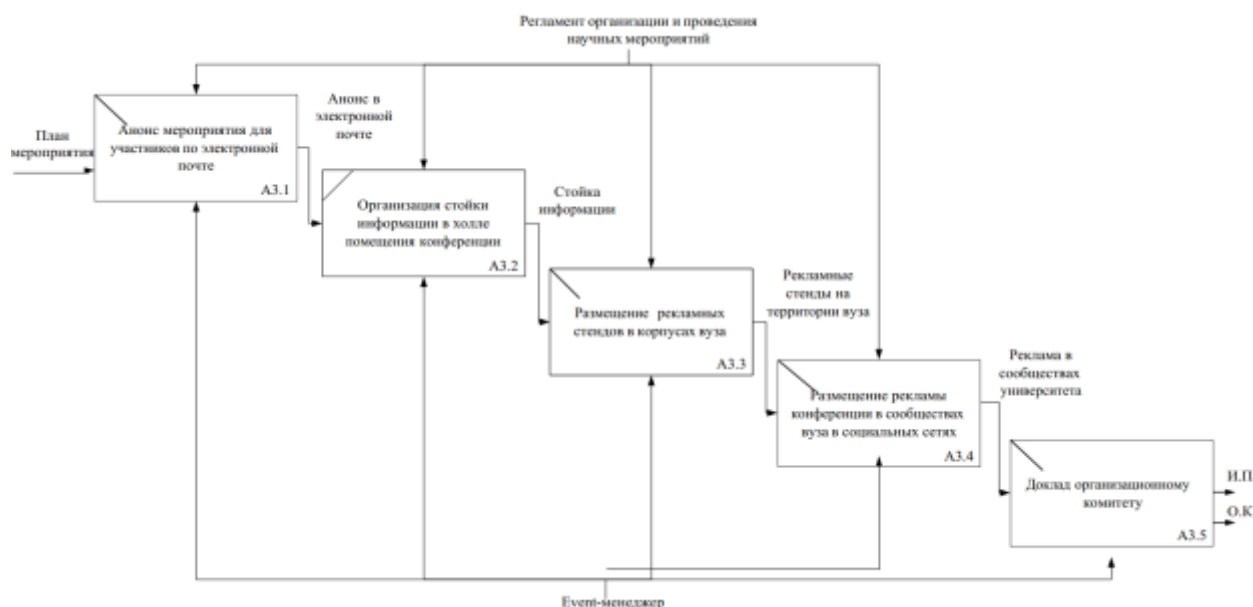 Регламент организации и проведения
научных мероприятий
План
мероприятия
Анонс мероприятия для
участников по электронной
почте
А3.1
Анонс в
электронной
почте
Организация стойки
информации в холле
помещения конференции
А3.2
Стойка
информации
Размещение рекламных
стендов в корпусах вуза
А3.3
Рекламные
стенды на
территории вуза
Размещение рекламы
конференции в сообществах
вуза в социальных сетях
А3.4
Реклама в
сообществах
университета
Доклад организационному
комитету
А3.5
И.П
О.К
Event-менеджер